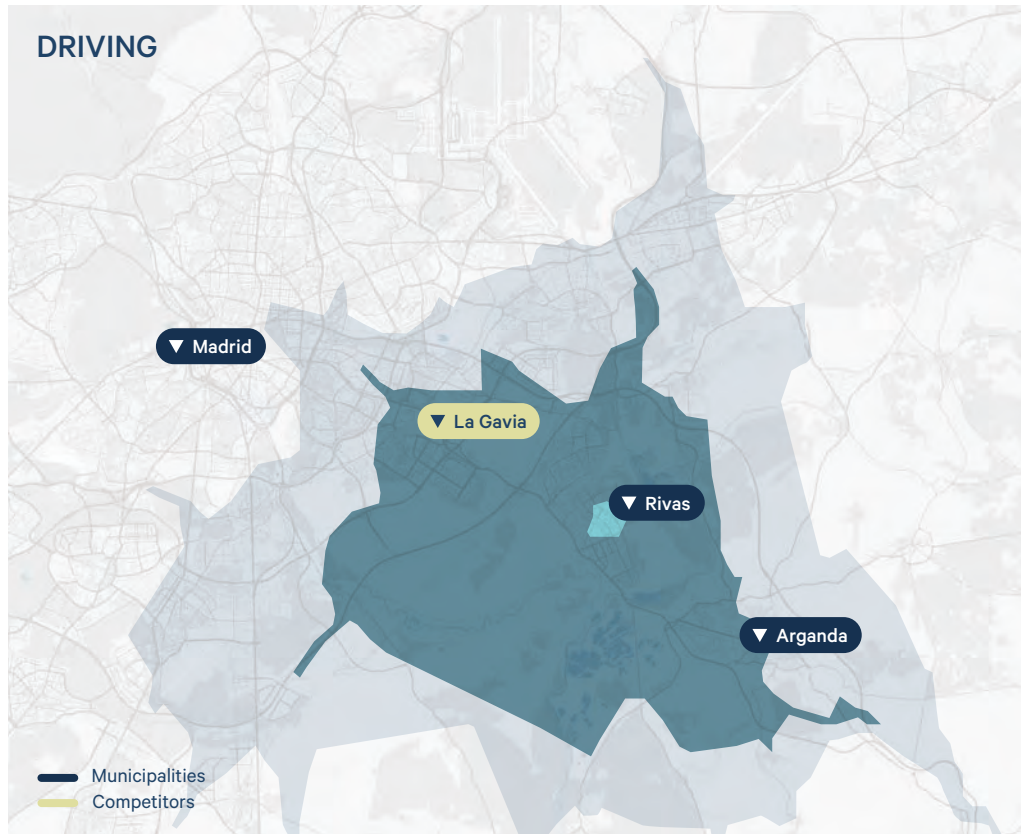 DRIVING
Madrid
La Gavia
Rivas
Arganda
Municipalities
Competitors